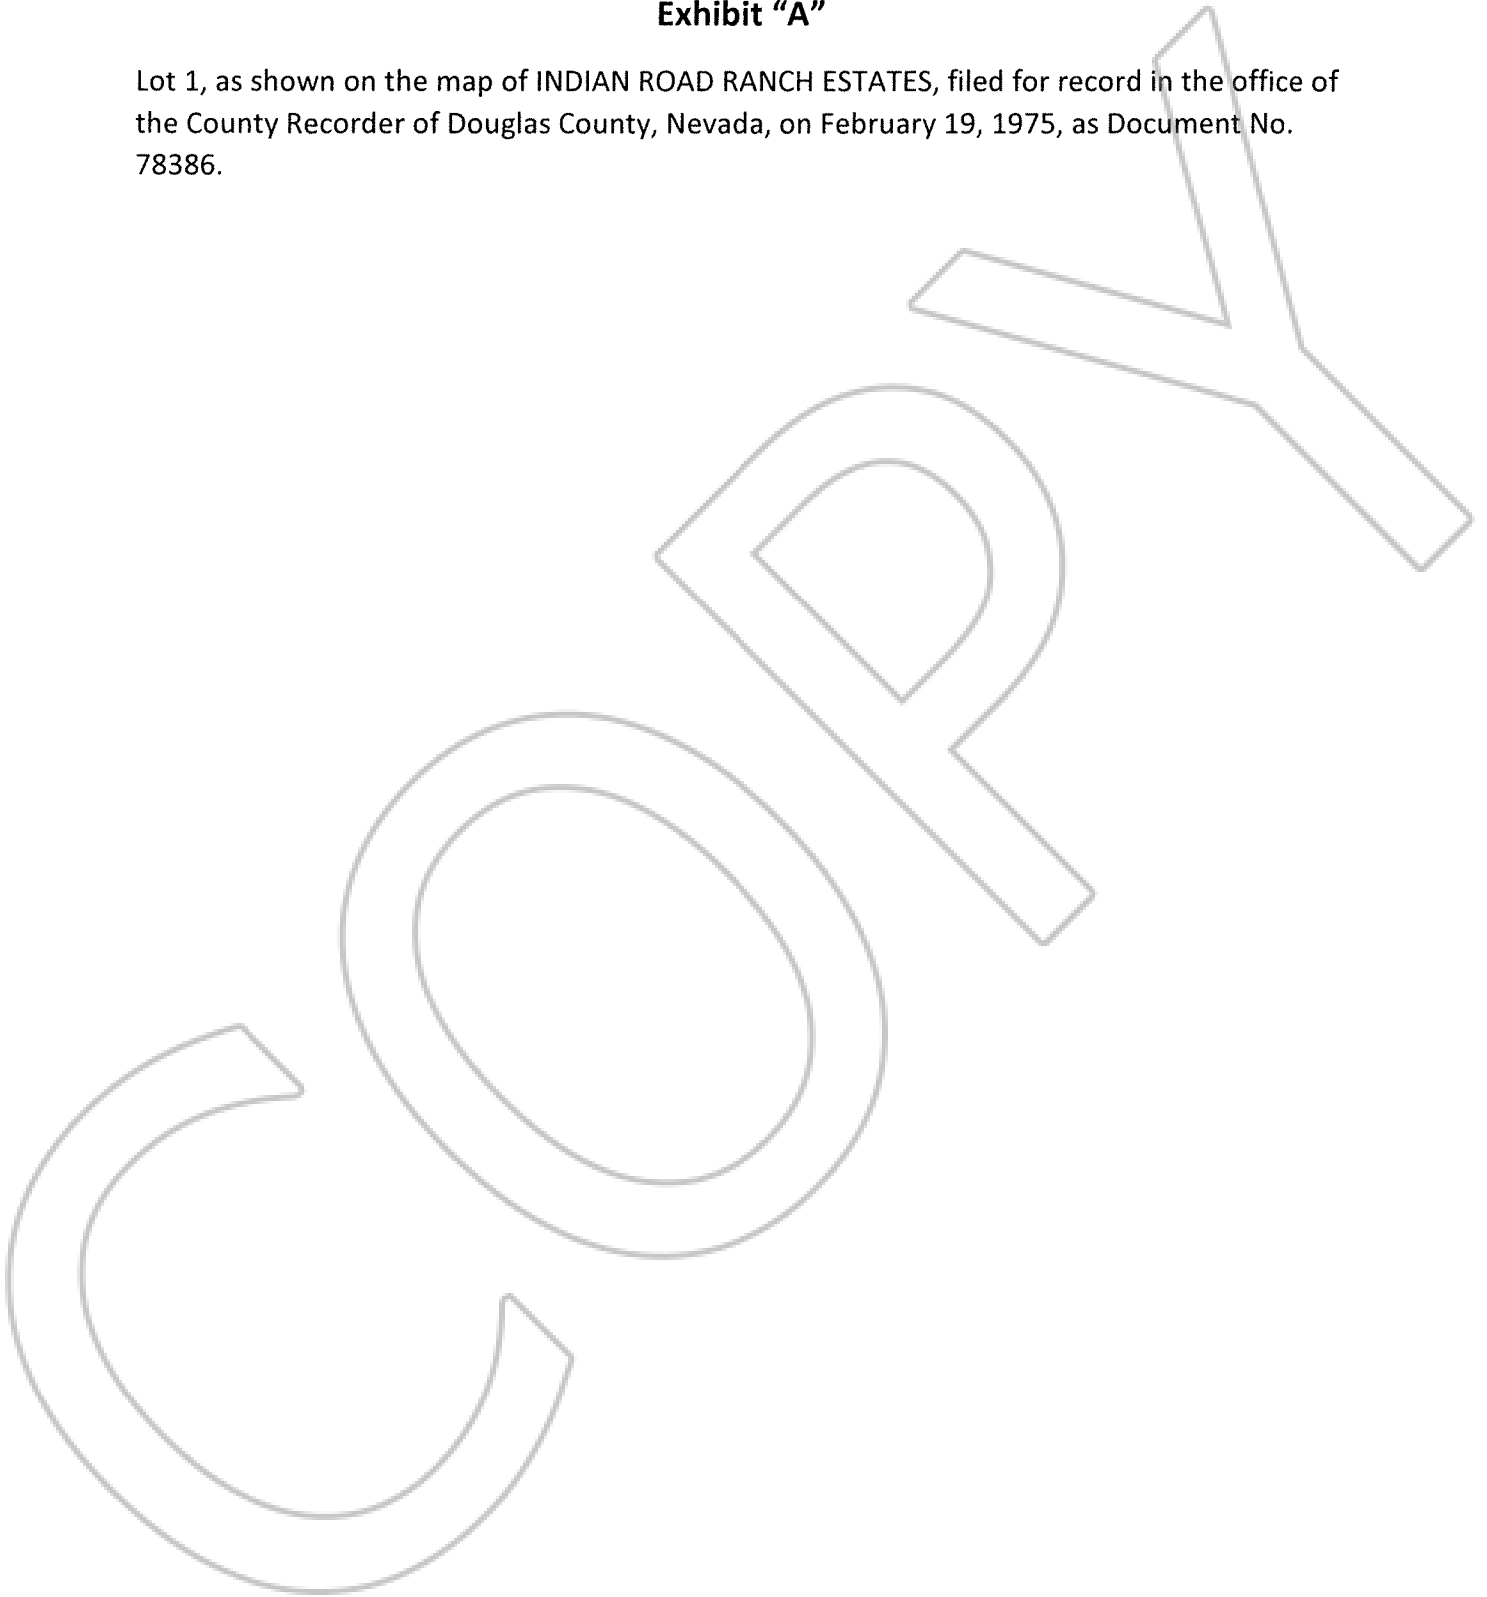 Exhibit “A”
Lot 1, as shown on the map of INDIAN ROAD RANCH ESTATES, filed for record in the office of
the County Recorder of Douglas County, Nevada, on February 19, 1975, as Document No.
78386.
COPY